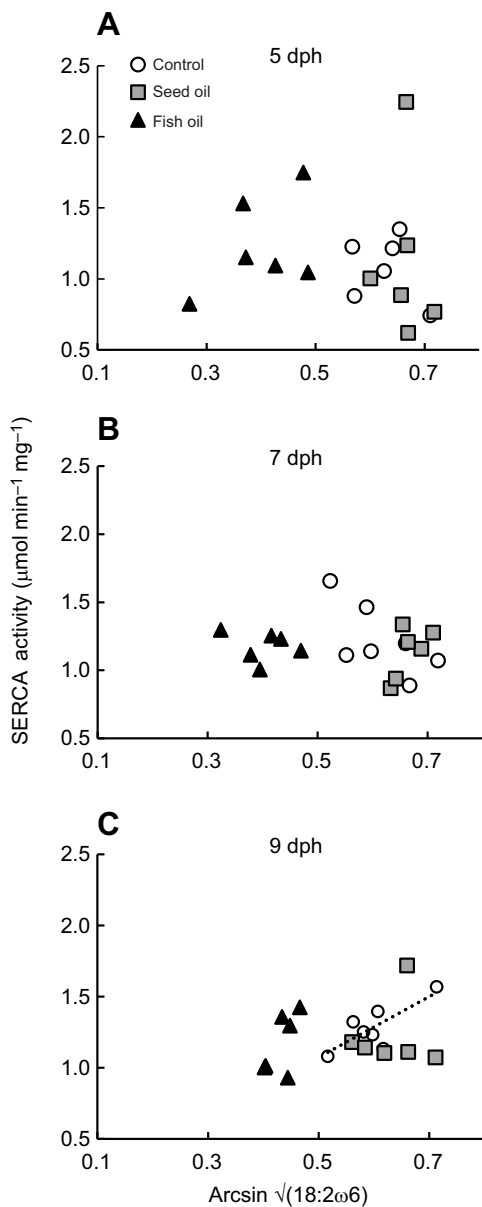 A
5 dph
2.5
Control
Seed oil
2.0
Fish oil
1.5
1.0
0.5
0.1
0.3
0.5
0.7
B
7 dph
2.5
2.0
1.5
1.0
0.5
0.1
0.3
0.5
0.7
SERCA activity (μmol min⁻¹ mg⁻¹)
C
9 dph
2.5
2.0
1.5
1.0
0.5
0.1
0.3
0.5
0.7
Arcsin √(18:2ω6)